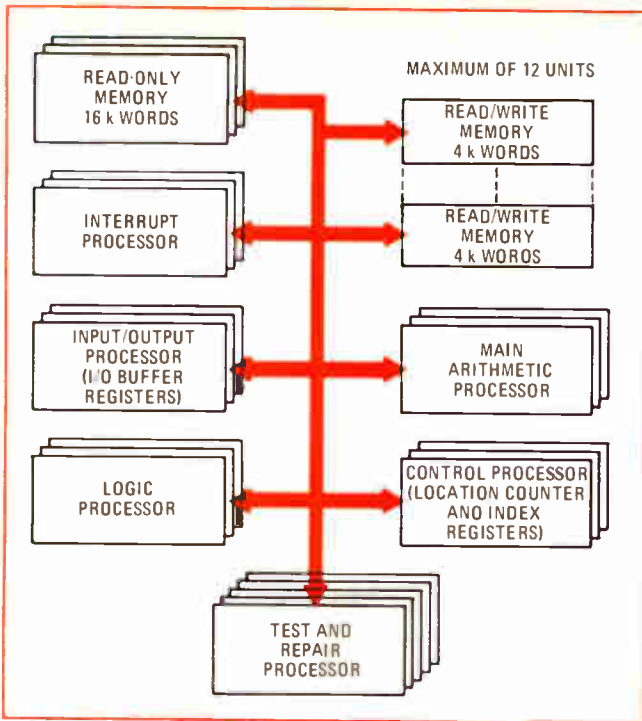 READ-ONLY
MEMORY
16 k WORDS
MAXIMUM OF 12 UNITS
READ/WRITE
MEMORY
4 k WORDS
INTERRUPT
PROCESSOR
READ/WRITE
MEMORY
4 k WORDS
INPUT/OUTPUT
PROCESSOR
(I/O BUFFER
REGISTERS)
MAIN
ARITHMETIC
PROCESSOR
LOGIC
PROCESSOR
CONTROL PROCESSOR
(LOCATION COUNTER
AND INDEX
REGISTERS)
TEST AND
REPAIR
PROCESSOR